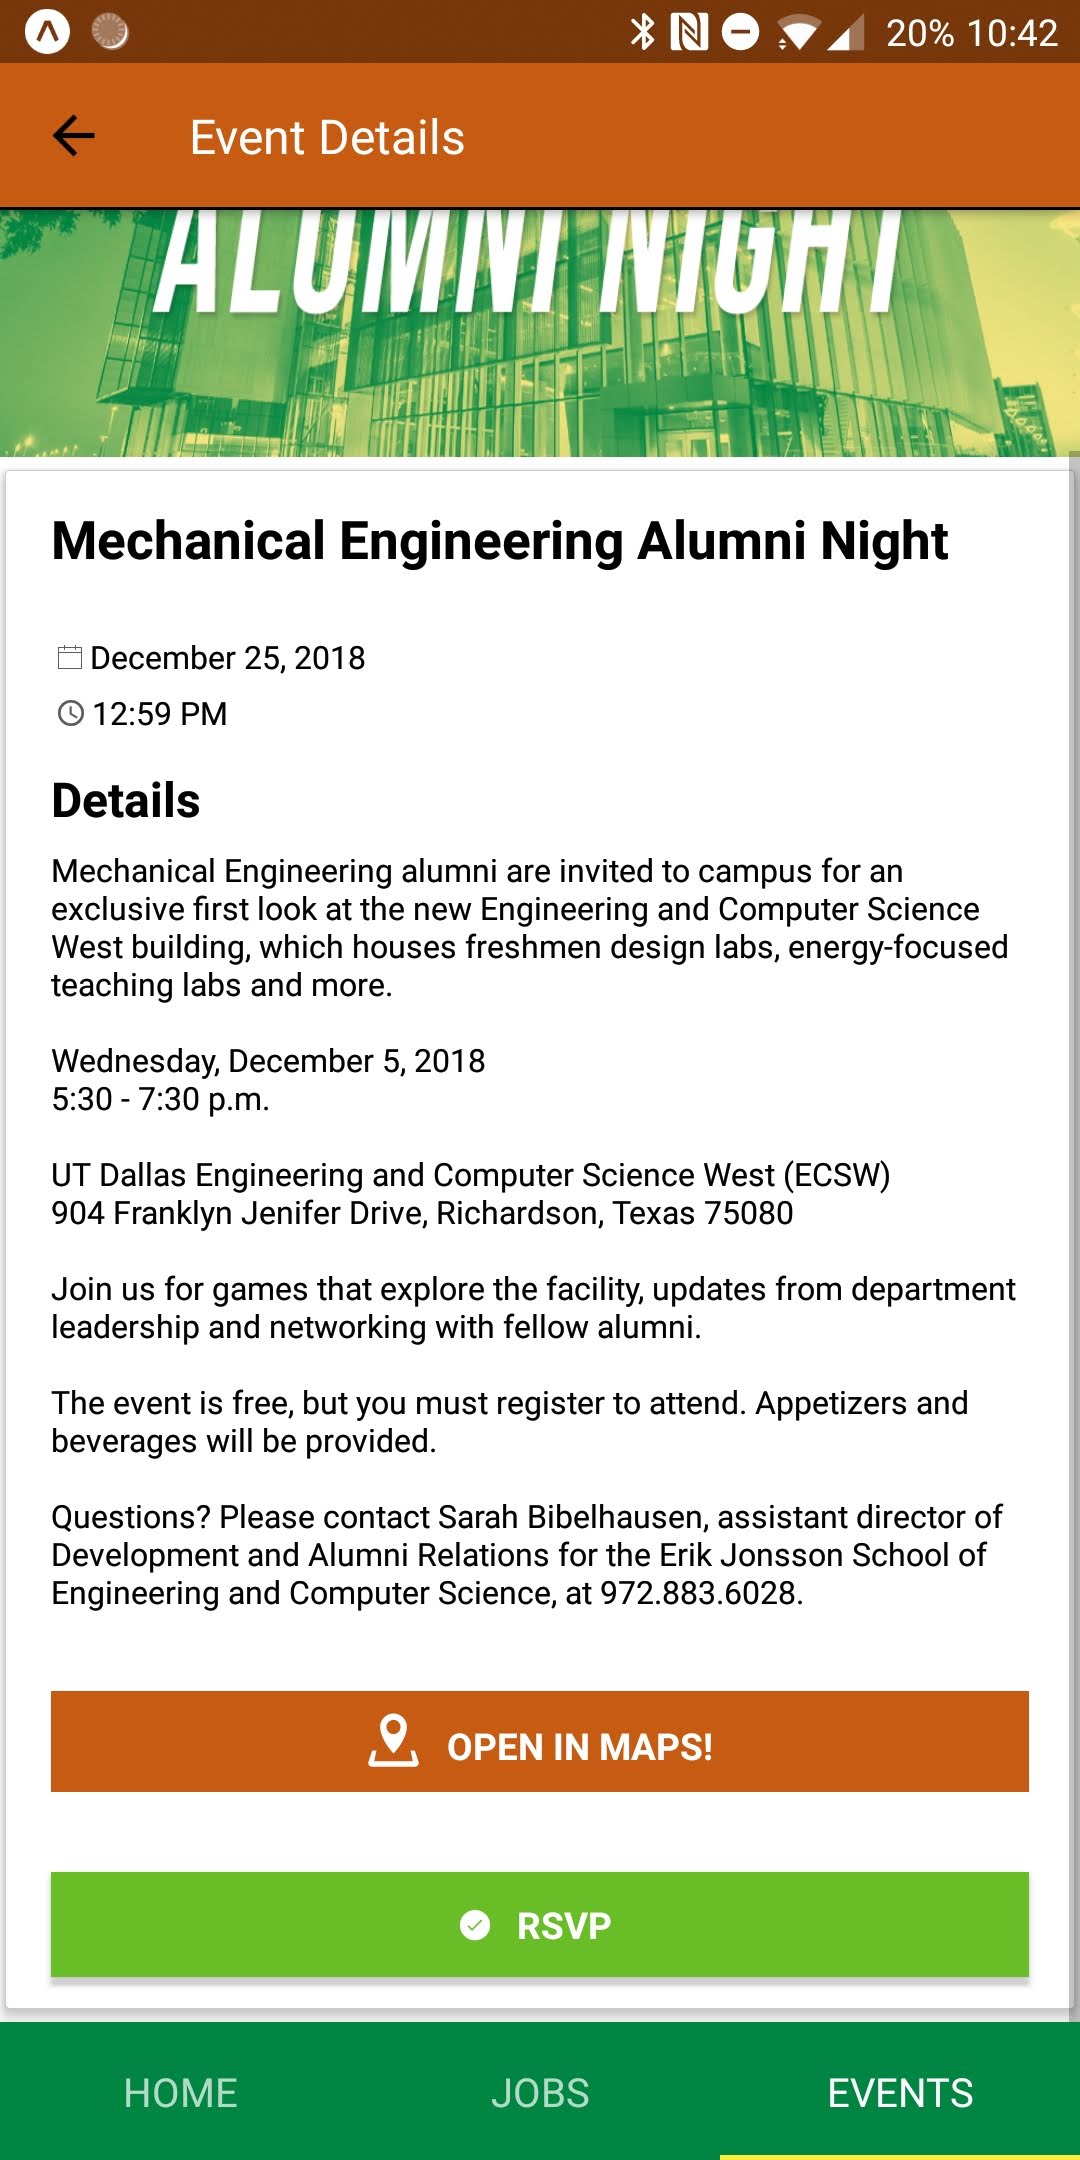 20% 10:42
Event Details
ALUMNI NIGHT
Mechanical Engineering Alumni Night
December 25, 2018
12:59 PM
Details
Mechanical Engineering alumni are invited to campus for an
exclusive first look at the new Engineering and Computer Science
West building, which houses freshmen design labs, energy-focused
teaching labs and more.
Wednesday, December 5, 2018
5:30 - 7:30 p.m.
UT Dallas Engineering and Computer Science West (ECSW)
904 Franklyn Jenifer Drive, Richardson, Texas 75080
Join us for games that explore the facility, updates from department
leadership and networking with fellow alumni.
The event is free, but you must register to attend. Appetizers and
beverages will be provided.
Questions? Please contact Sarah Bibelhausen, assistant director of
Development and Alumni Relations for the Erik Jonsson School of
Engineering and Computer Science, at 972.883.6028.
OPEN IN MAPS!
RSVP
HOME JOBS EVENTS